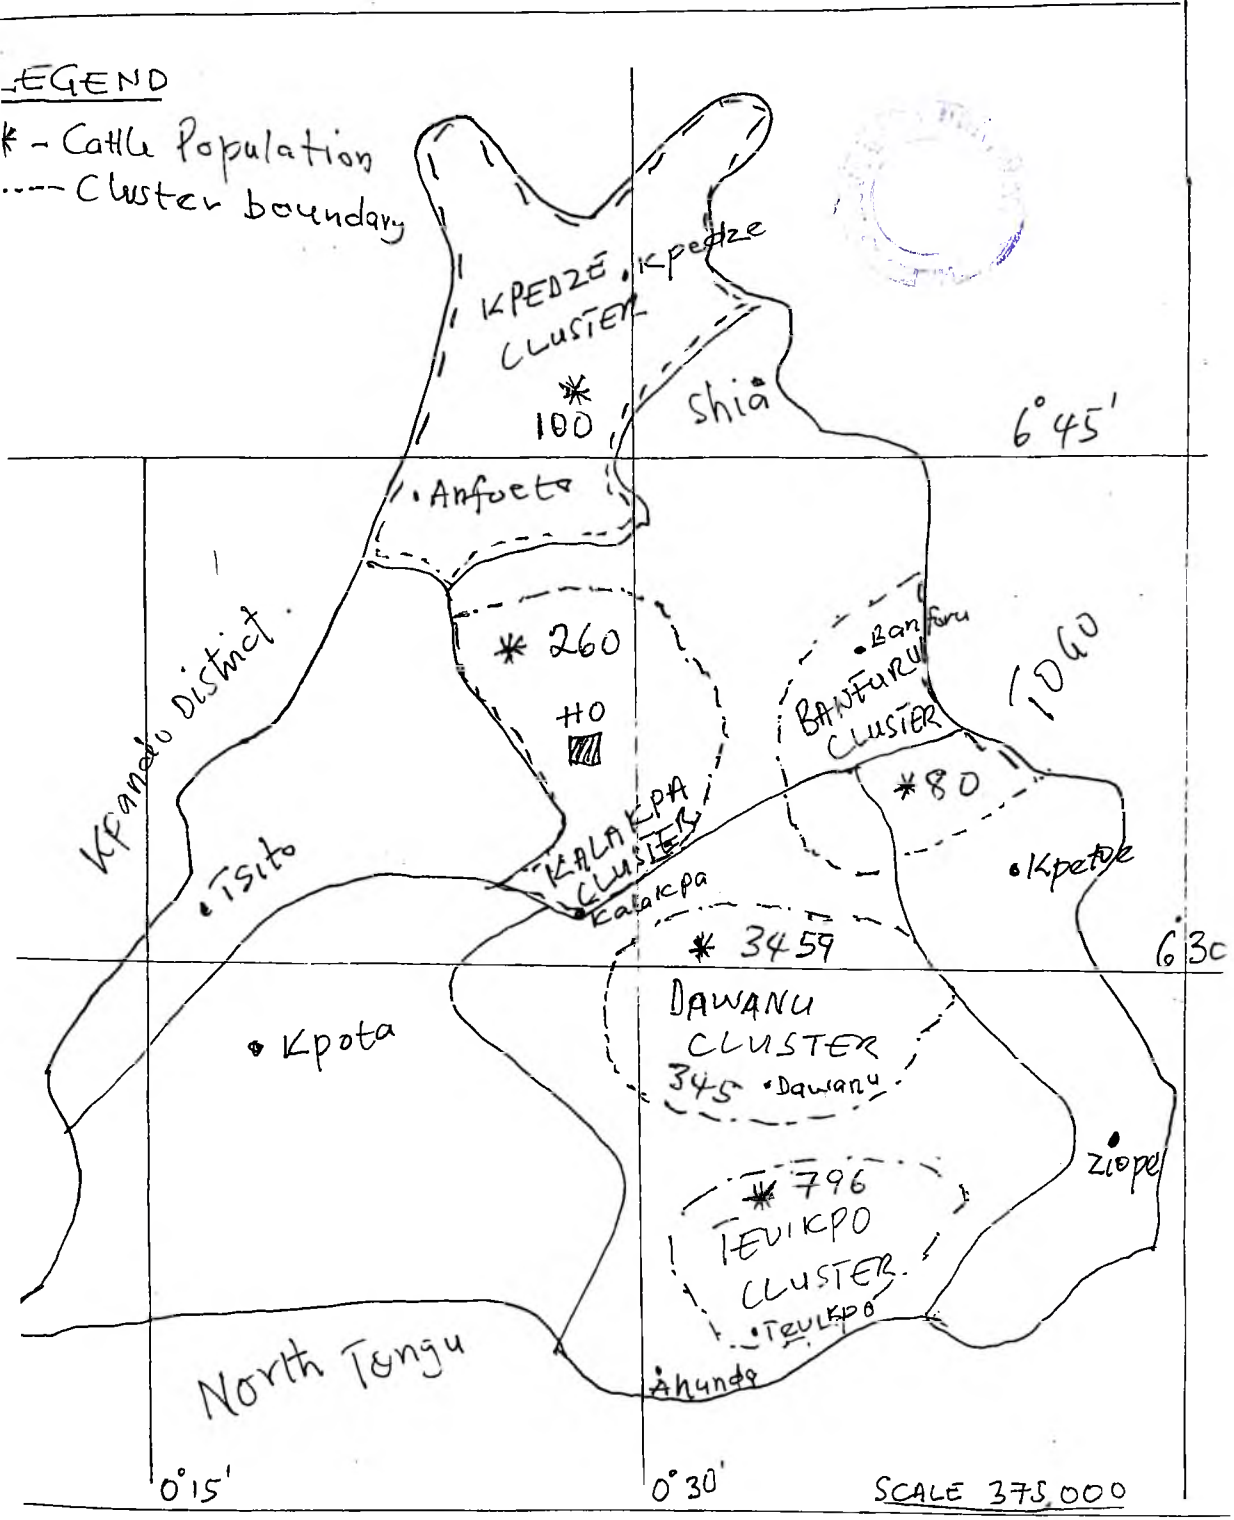 LEGEND
* - Cattle Population
----- Cluster boundary
KPEDZE
CLUSTER
Kpedze
*
100
Shia
6°45'
Anfoeta
* 260
HO
KALAKPA
CLUSTER
Kalakpa
Banfuru
BANFURU
CLUSTER
*80
TOGO
Kpando District
Tsito
Kpetoe
* 3459
6°30
DAWANU
CLUSTER
345
Dawanu
Kpota
Ziope
* 796
TEVIKPO
CLUSTER
Tevikpo
Ahunda
North Tongu
0°15'
0°30'
SCALE 375,000